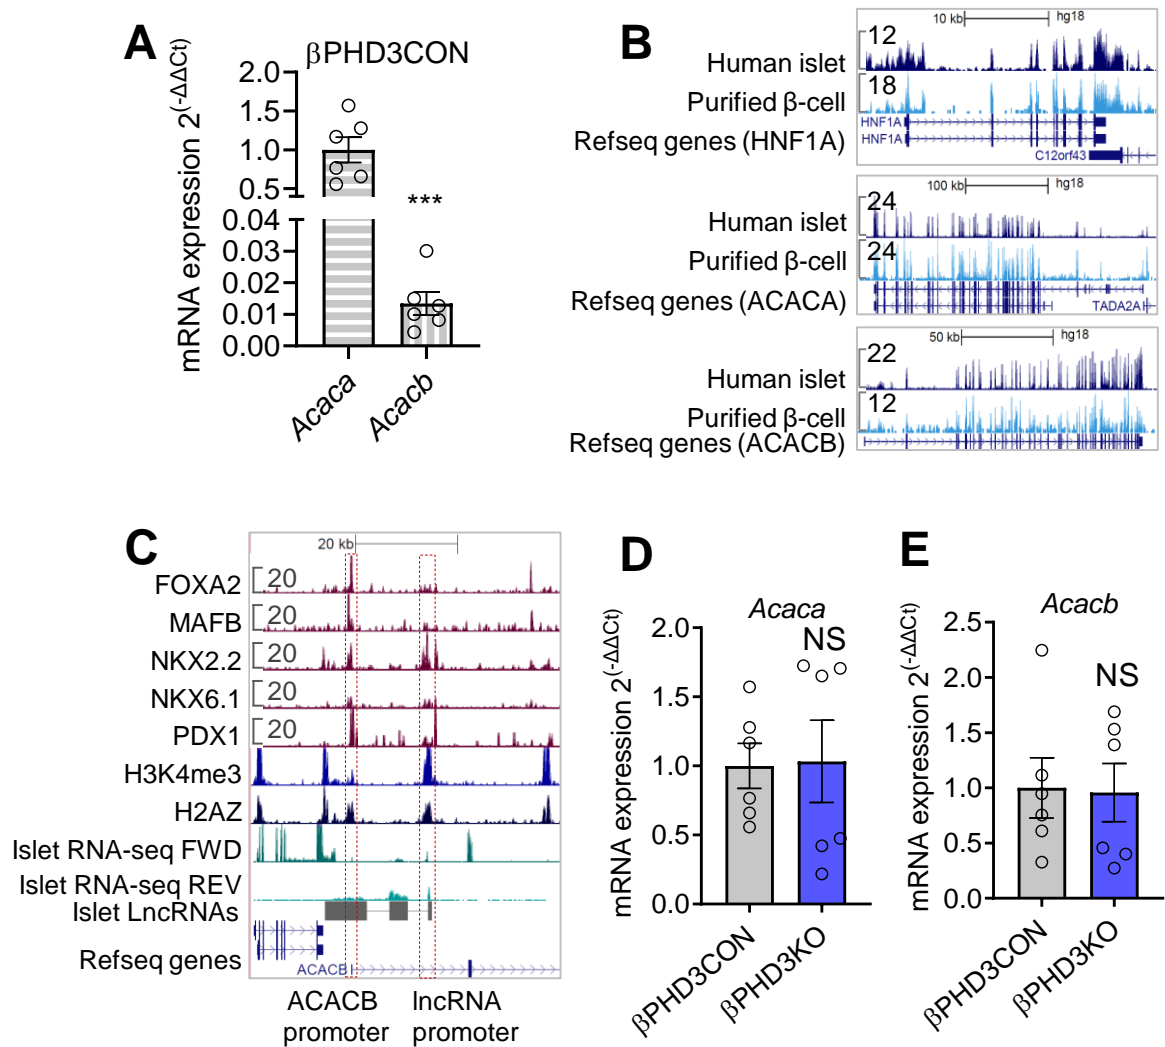 A
βPHD3CON
mRNA expression 2(-ΔΔCt)
2.0
1.5
1.0
0.5
0.04
0.03
0.02
0.01
0.00
***
Acaca
Acacb
B
10 kb
hg18
Human islet
12
Purified β-cell
18
HNF1A
Refseq genes (HNF1A)
HNF1A
C12orf43
100 kb
hg18
Human islet
24
Purified β-cell
24
Refseq genes (ACACA)
TADA2A
50 kb
hg18
Human islet
22
Purified β-cell
12
Refseq genes (ACACB)
C
20 kb
FOXA2
20
MAFB
20
NKX2.2
20
NKX6.1
20
PDX1
20
H3K4me3
H2AZ
Islet RNA-seq FWD
Islet RNA-seq REV
Islet LncRNAs
Refseq genes
ACACB
ACACB
promoter
lncRNA
promoter
D
Acaca
mRNA expression 2(-ΔΔCt)
2.0
1.5
1.0
0.5
0.0
NS
βPHD3CON
βPHD3KO
E
Acacb
mRNA expression 2(-ΔΔCt)
2.5
2.0
1.5
1.0
0.5
0.0
NS
βPHD3CON
βPHD3KO